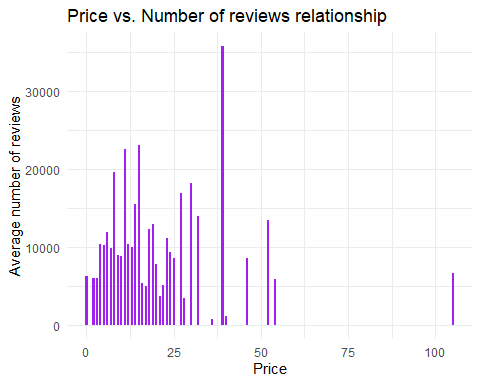 Price vs. Number of reviews relationship
Average number of reviews
30000
20000
10000
0
0 25 50 75 100
Price